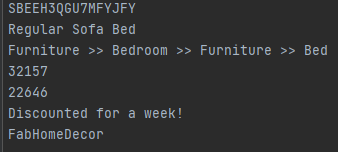 SBEEH3QGU7MFYJFY
Regular Sofa Bed
Furniture >> Bedroom >> Furniture >> Bed
32157
22646
Discounted for a week!
FabHomeDecor